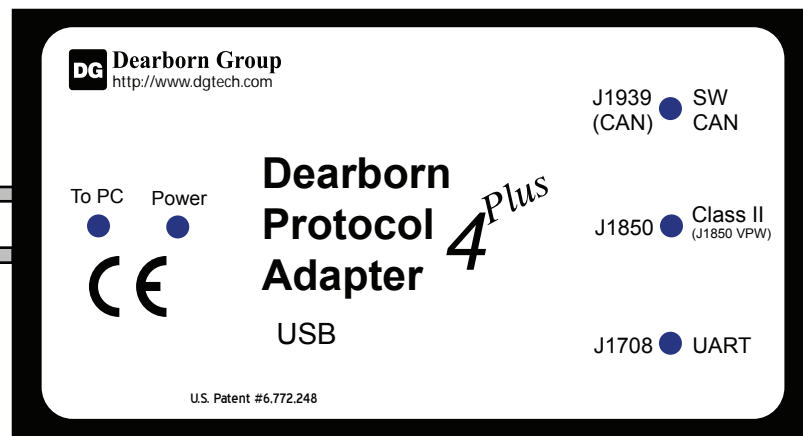 DG Dearborn Group
http://www.dgtech.com
To PC Power
CE
Dearborn
Protocol
Adapter
4 Plus
USB
U.S. Patent #6,772,248
J1939 SW
(CAN) CAN
J1850 Class II
(J1850 VPW)
J1708 UART